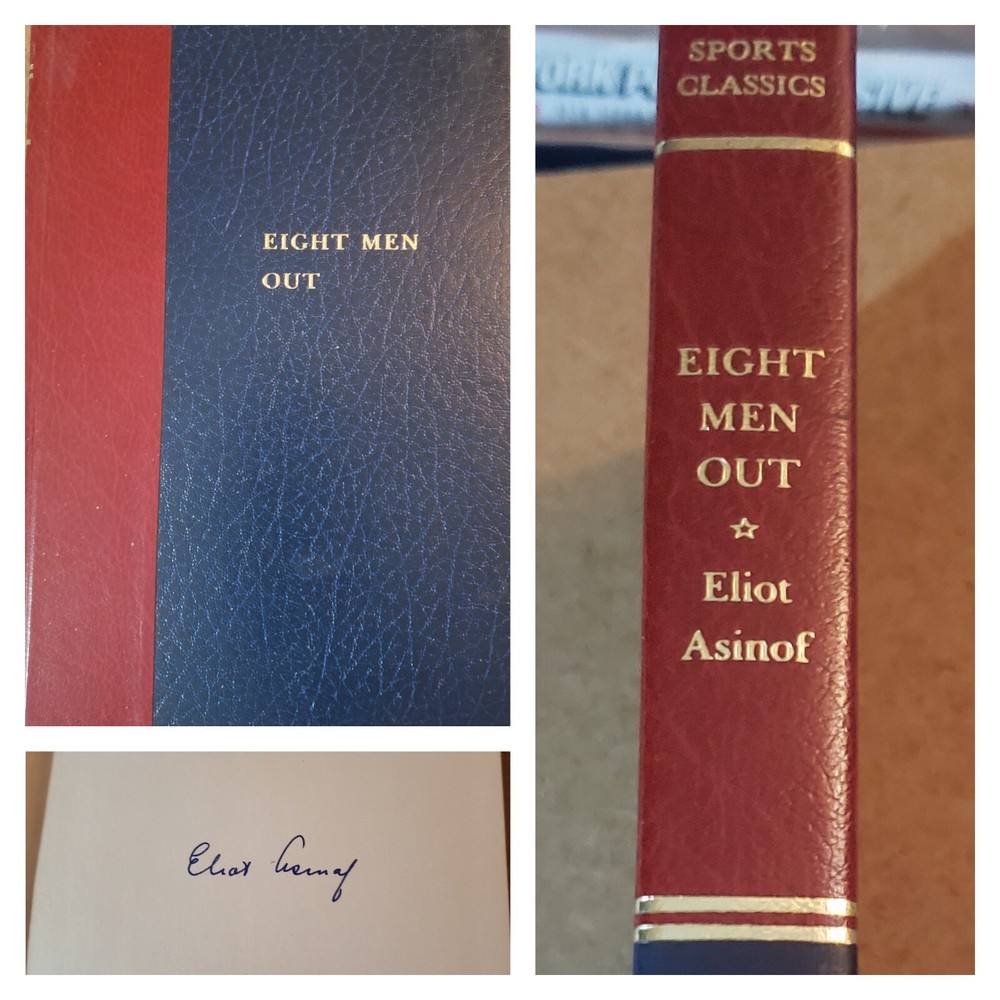 EIGHT MEN
OUT
Eliot Asinof
SPORTS
CLASSICS
EIGHT
MEN
OUT
Eliot
Asinof